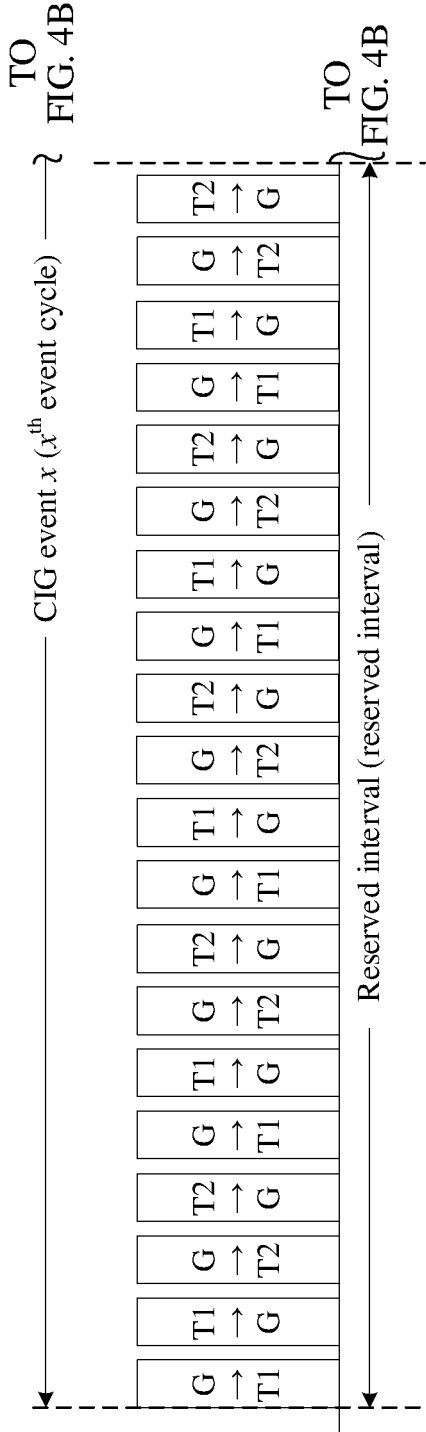 TO
FIG. 4B
CIG event x (xth event cycle)
G
→
T1
T1
→
G
G
→
T2
T2
→
G
G
→
T1
T1
→
G
G
→
T2
T2
→
G
G
→
T1
T1
→
G
G
→
T2
T2
→
G
G
→
T1
T1
→
G
G
→
T2
T2
→
G
G
→
T1
T1
→
G
G
→
T2
T2
→
G
Reserved interval (reserved interval)
TO
FIG. 4B